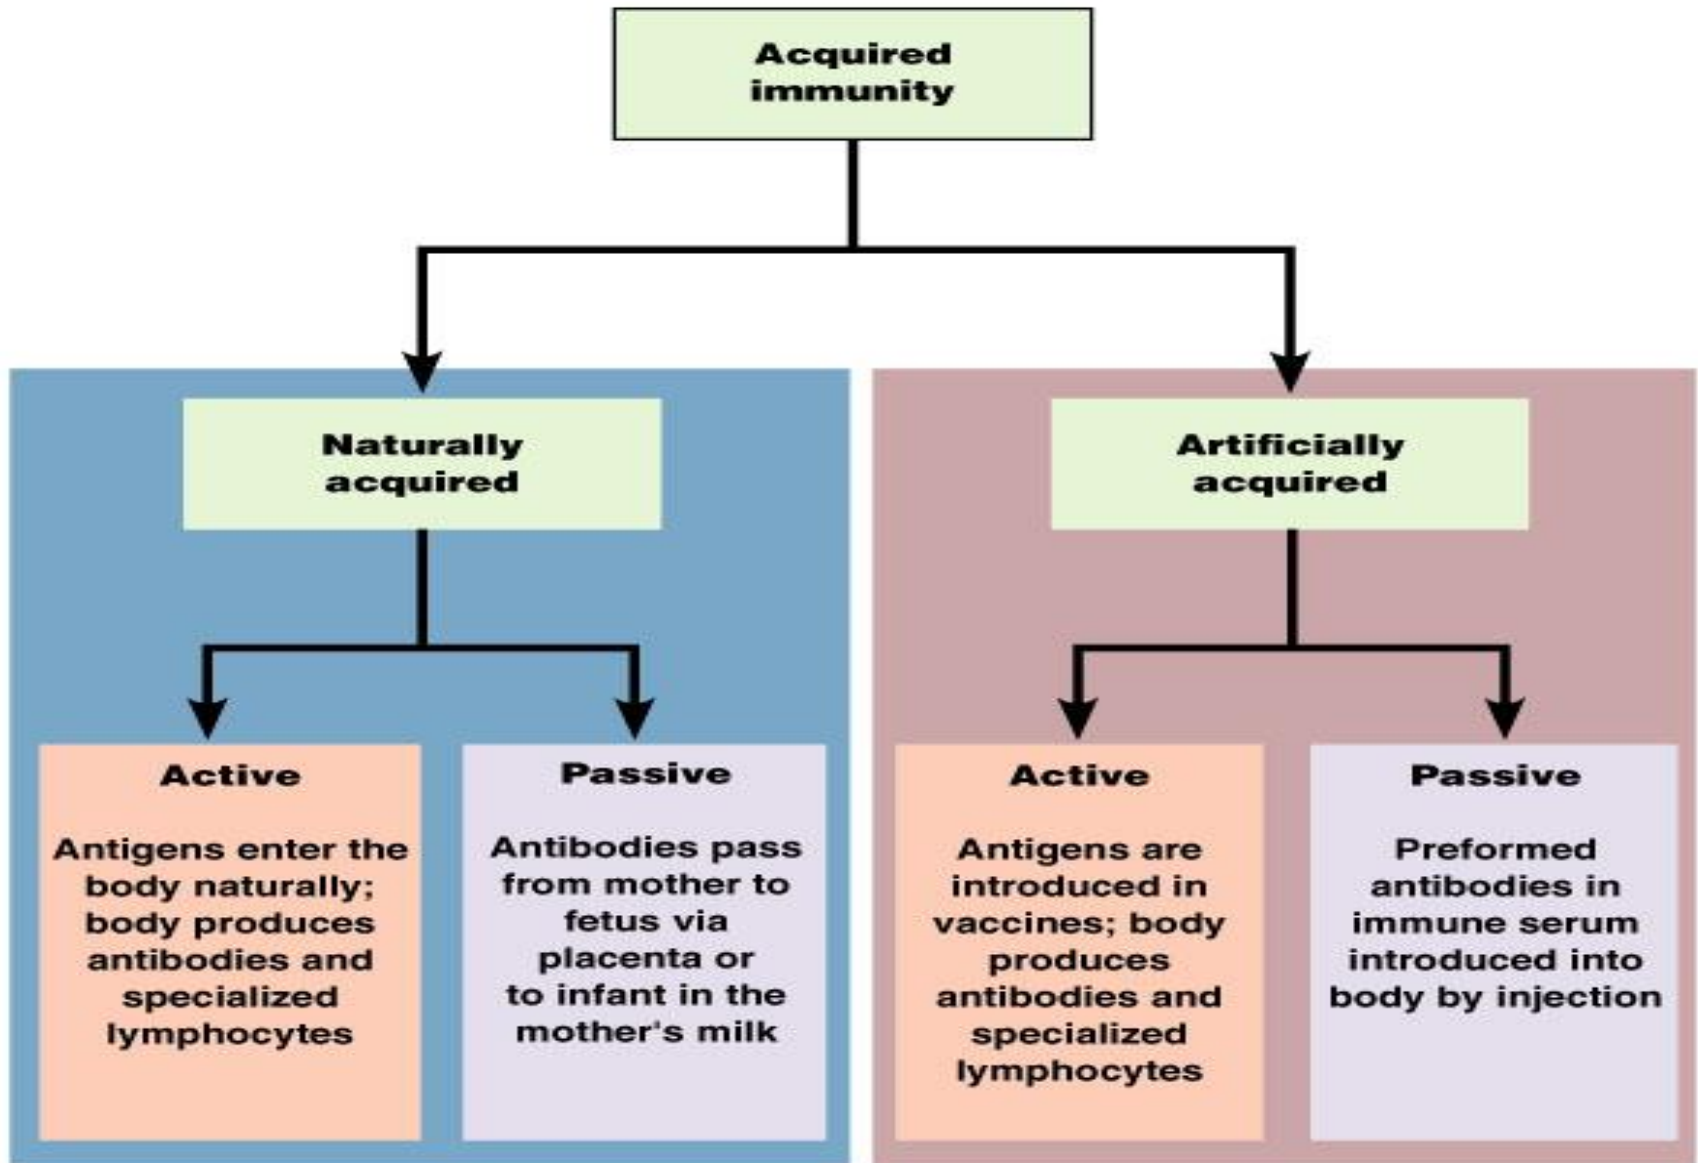 Acquired
immunity
Naturally
acquired
Artificially
acquired
Active
Antigens enter the
body naturally;
body produces
antibodies and
specialized
lymphocytes
Passive
Antibodies pass
from mother to
fetus via
placenta or
to infant in the
mother's milk
Active
Antigens are
introduced in
vaccines; body
produces
antibodies and
specialized
lymphocytes
Passive
Preformed
antibodies in
immune serum
introduced into
body by injection